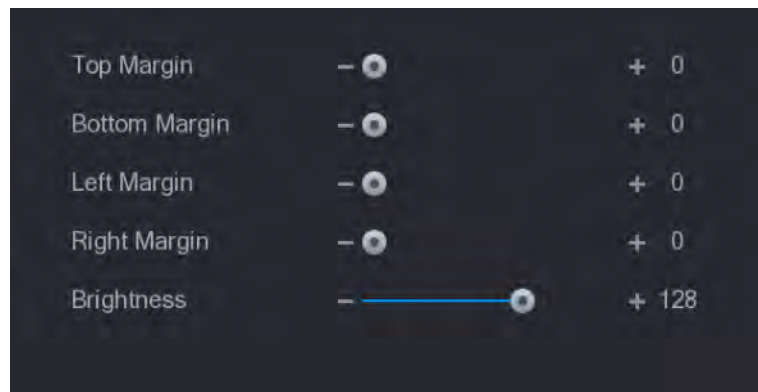 Top Margin - + 0
Bottom Margin - + 0
Left Margin - + 0
Right Margin - + 0
Brightness - + 128